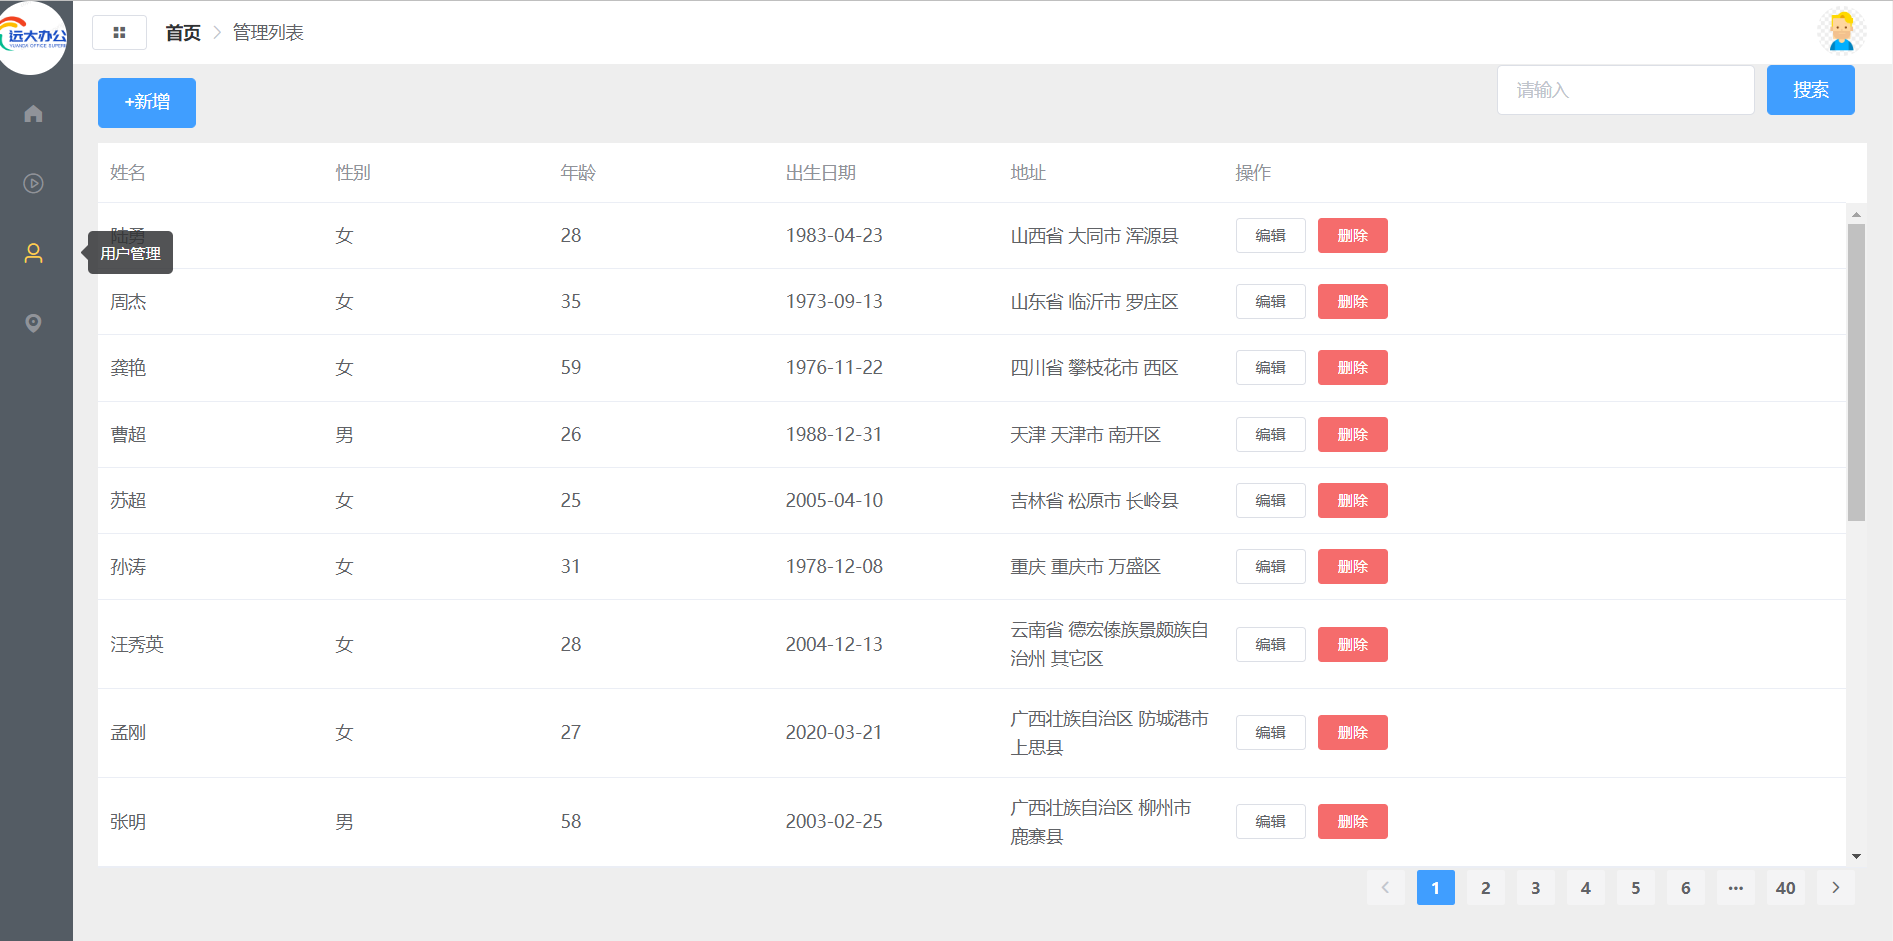 远大办公
YUANDA OFFICE SUPER
首页 > 管理列表
+新增
请输入
搜索
姓名 性别 年龄 出生日期 地址 操作
陆勇 女 28 1983-04-23 山西省 大同市 浑源县 编辑 删除
用户管理
周杰 女 35 1973-09-13 山东省 临沂市 罗庄区 编辑 删除
龚艳 女 59 1976-11-22 四川省 攀枝花市 西区 编辑 删除
曹超 男 26 1988-12-31 天津 天津市 南开区 编辑 删除
苏超 女 25 2005-04-10 吉林省 松原市 长岭县 编辑 删除
孙涛 女 31 1978-12-08 重庆 重庆市 万盛区 编辑 删除
汪秀英 女 28 2004-12-13 云南省 德宏傣族景颇族自 编辑 删除
治州 其它区
孟刚 女 27 2020-03-21 广西壮族自治区 防城港市 编辑 删除
上思县
张明 男 58 2003-02-25 广西壮族自治区 柳州市 编辑 删除
鹿寨县
< 1 2 3 4 5 6 ··· 40 >